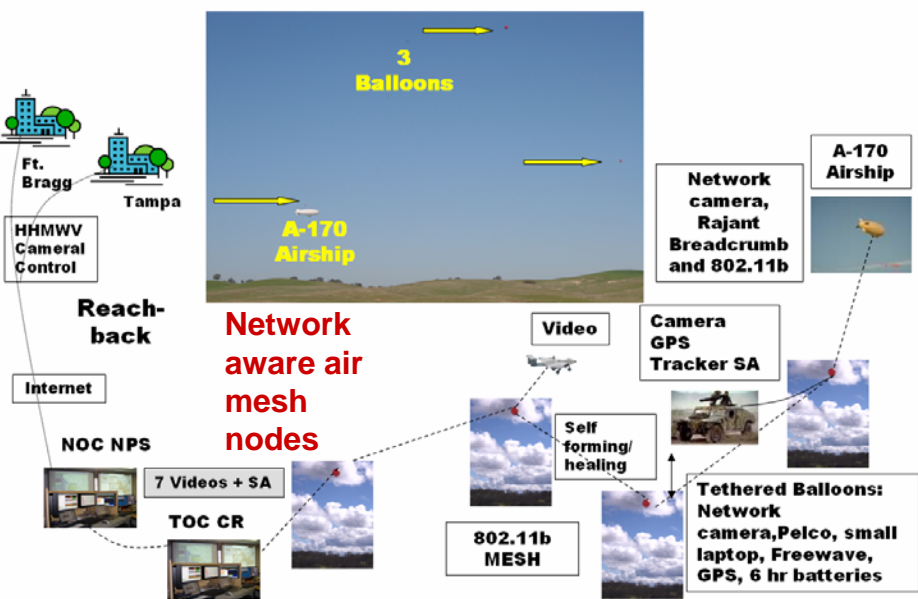 3
Balloons
A-170
Airship
Ft.
Bragg
Tampa
HHMWV
Cameral
Control
Reach-
back
Internet
NOC NPS
7 Videos + SA
TOC CR
Network
aware air
mesh
nodes
Video
Self
forming/
healing
802.11b
MESH
Camera
GPS
Tracker SA
Network
camera,
Rajant
Breadcrumb
and 802.11b
A-170
Airship
Tethered Balloons:
Network
camera,Pelco, small
laptop, Freewave,
GPS, 6 hr batteries